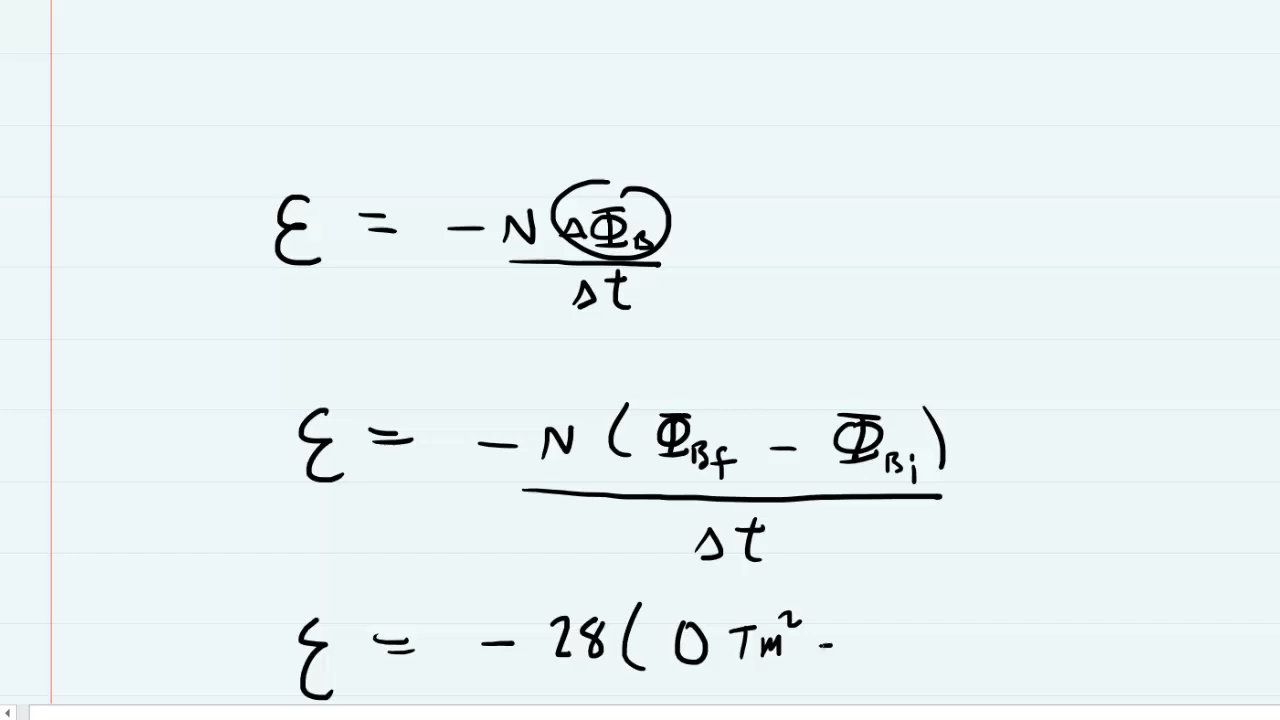 ε = - N ΔΦ_B
Δt
ε = - N ( Φ_Bf - Φ_Bi )
Δt
ε = - 28 ( 0 Tm² -